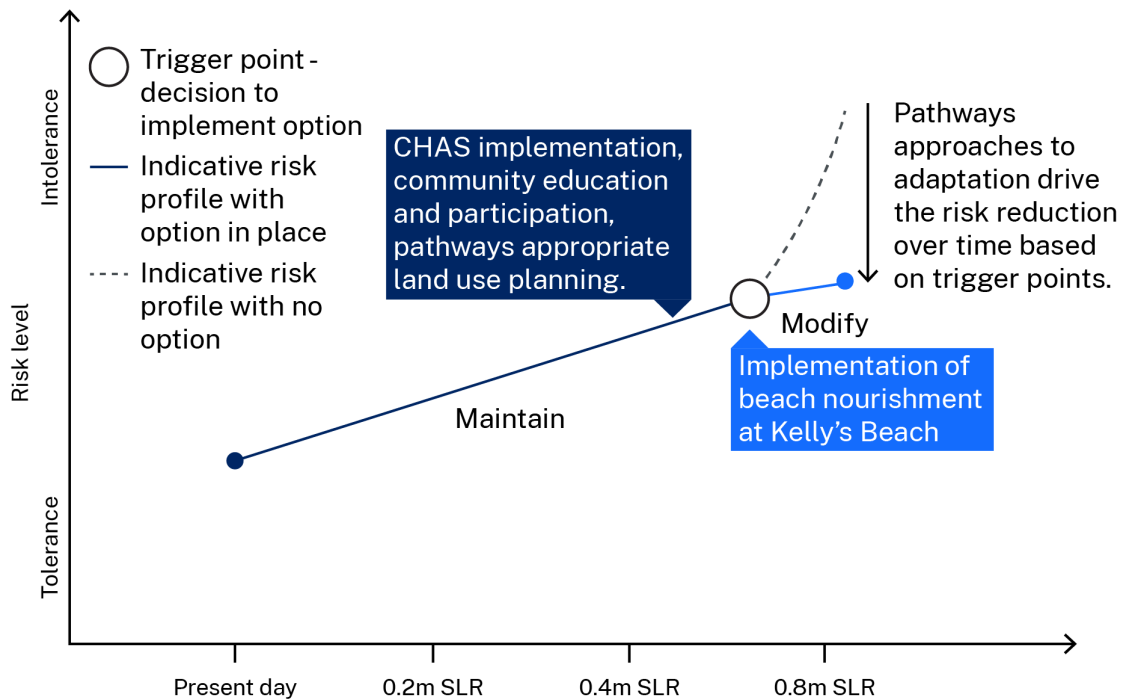 Trigger point -
decision to
implement option
Indicative risk
profile with
option in place
Indicative risk
profile with no
option
CHAS implementation,
community education
and participation,
pathways appropriate
land use planning.
Pathways
approaches to
adaptation drive
the risk reduction
over time based
on trigger points.
Modify
Implementation of
beach nourishment
at Kelly’s Beach
Maintain
Intolerance
Risk level
Tolerance
Present day
0.2m SLR
0.4m SLR
0.8m SLR